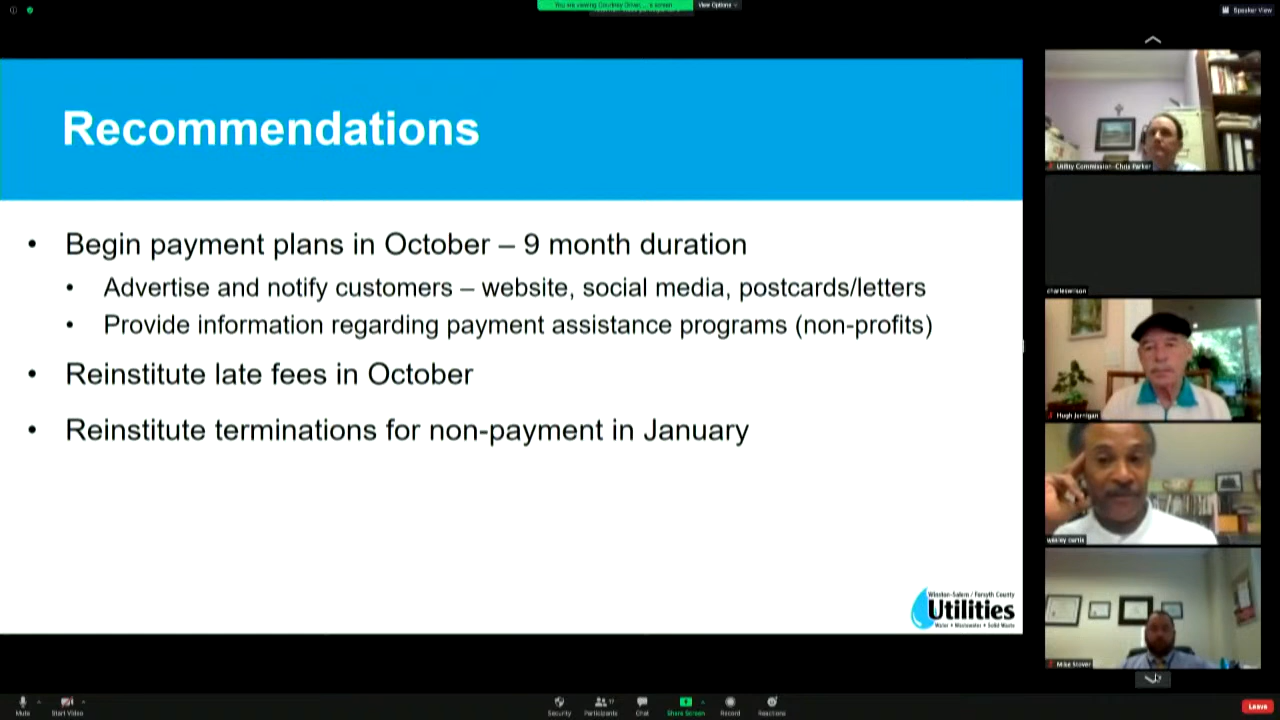 You are viewing Courtney Driver, ... 's screen
View Options
Speaker View
Recommendations
• Begin payment plans in October – 9 month duration
• Advertise and notify customers – website, social media, postcards/letters
• Provide information regarding payment assistance programs (non-profits)
• Reinstitute late fees in October
• Reinstitute terminations for non-payment in January
Winston-Salem / Forsyth County
Utilities
Water • Wastewater • Solid Waste
Utility Commission- Chris Parker
charleswilson
Hugh Jernigan
wesley curtis
Mike Stover
Mute
Start Video
Security
Participants
17
Chat
Share Screen
Record
Reactions
Leave